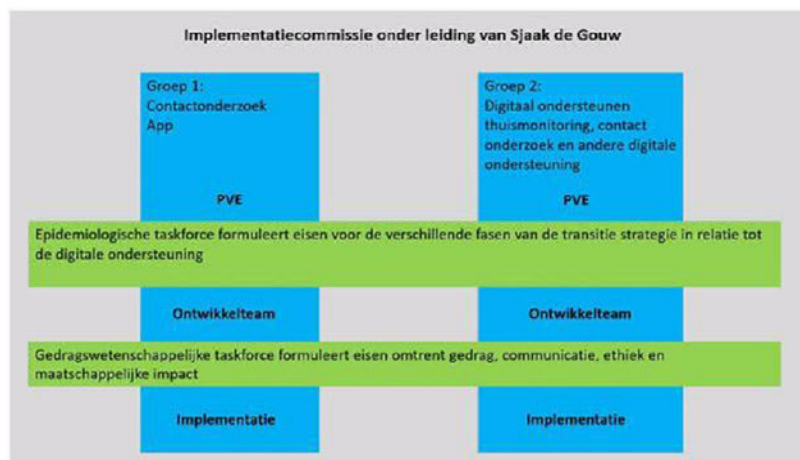 Implementatiecommissie onder leiding van Sjaak de Gouw
Groep 1:
Contactonderzoek
App
PVE
Groep 2:
Digitaal ondersteunen
thuismonitoring, contact
onderzoek en andere digitale
ondersteuning
PVE
Epidemiologische taskforce formuleert eisen voor de verschillende fasen van de transitie strategie in relatie tot
de digitale ondersteuning
Ontwikkelteam
Ontwikkelteam
Gedragswetenschappelijke taskforce formuleert eisen omtrent gedrag, communicatie, ethiek en
maatschappelijke impact
Implementatie
Implementatie